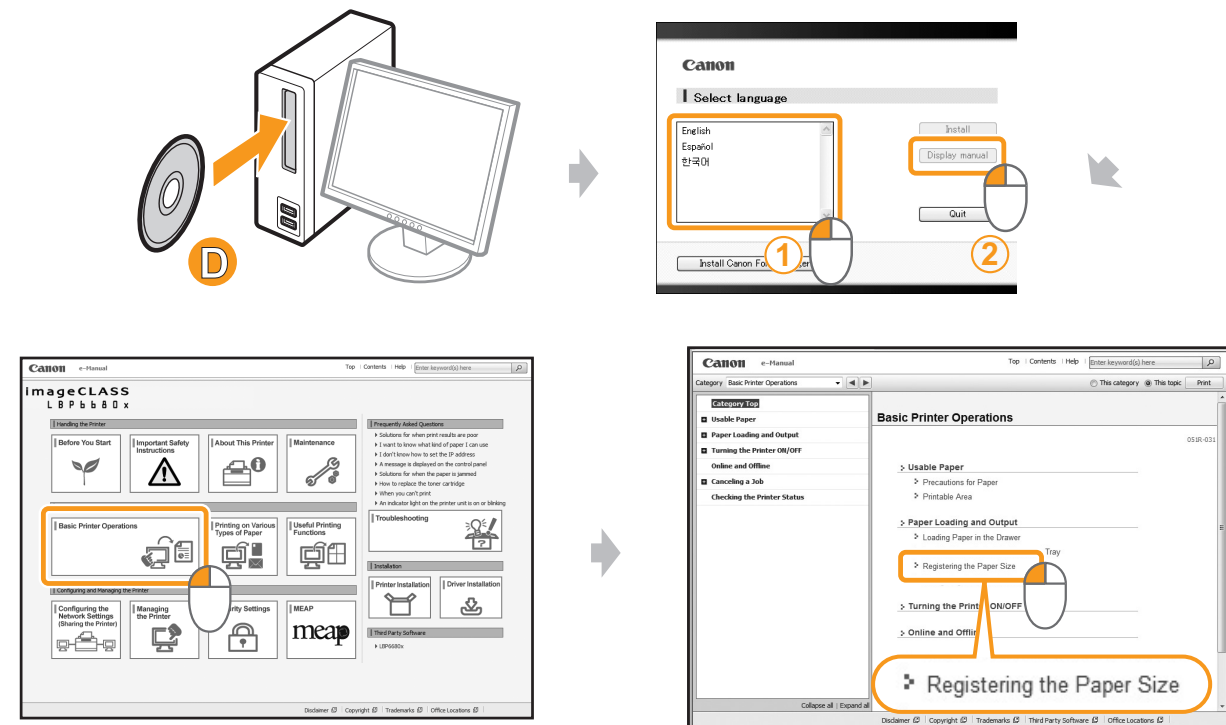 D
Canon
Select language
English
Español
한국어
Install
Display manual
Quit
Install Canon Fo
1
2
Canon e-Manual
Top Contents Help Enter keyword(s) here
imageCLASS
LBP6680x
Handling the Printer
Before You Start
Important Safety
Instructions
About This Printer
Maintenance
Basic Printer Operations
Printing on Various
Types of Paper
Useful Printing
Functions
Configuring and Managing the Printer
Configuring the
Network Settings
(Sharing the Printer)
Managing
the Printer
rity Settings
MEAP
meap
Frequently Asked Questions
Solutions for when print results are poor
I want to know what kind of paper I can use
I don't know how to set the IP address
A message is displayed on the control panel
Solutions for when the paper is jammed
How to replace the toner cartridge
When you can't print
An indicator light on the printer unit is on or blinking
Troubleshooting
?
Installation
Printer Installation
Driver Installation
Third Party Software
LBP6680x
Disclaimer Copyright Trademarks Office Locations
Canon e-Manual
Top Contents Help Enter keyword(s) here
Category Basic Printer Operations
This category This topic Print
Category Top
Usable Paper
Paper Loading and Output
Turning the Printer ON/OFF
Online and Offline
Canceling a Job
Checking the Printer Status
Collapse all | Expand all
Basic Printer Operations
051R-031
Usable Paper
Precautions for Paper
Printable Area
Paper Loading and Output
Loading Paper in the Drawer
Tray
Registering the Paper Size
Turning the Print ON/OFF
Online and Offli
Registering the Paper Size
Disclaimer Copyright Trademarks Third Party Software Office Locations